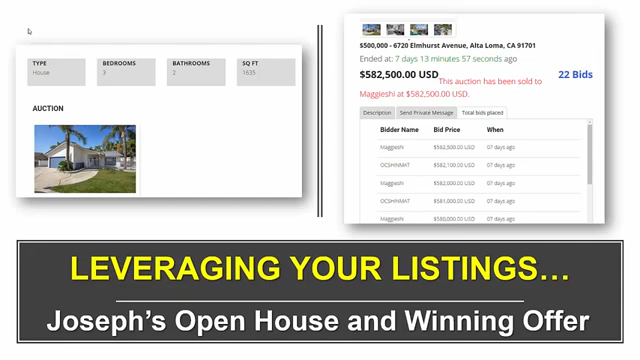 TYPE
House
BEDROOMS
3
BATHROOMS
2
SQ FT
1635
AUCTION
$500,000 - 6720 Elmhurst Avenue, Alta Loma, CA 91701
Ended at: 7 days 13 minutes 57 seconds ago
$582,500.00 USD This auction has been sold to 22 Bids
Maggieshi at $582,500.00 USD.
Description Send Private Message Total bids placed
Bidder Name Bid Price When
Maggieshi $582,500.00 USD 07 days ago
OCSHINMAT $582,100.00 USD 07 days ago
Maggieshi $582,000.00 USD 07 days ago
OCSHINMAT $581,000.00 USD 07 days ago
Maggieshi $580,000.00 USD 07 days ago
LEVERAGING YOUR LISTINGS...
Joseph's Open House and Winning Offer